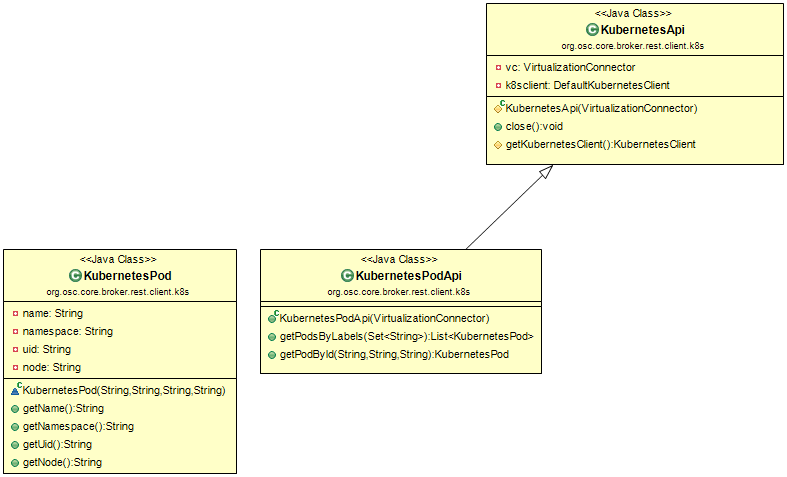 <<Java Class>>
KubernetesApi
org.osc.core.broker.rest.client.k8s
vc: VirtualizationConnector
k8sclient: DefaultKubernetesClient
KubernetesApi(VirtualizationConnector)
close():void
getKubernetesClient():KubernetesClient
<<Java Class>>
KubernetesPod
org.osc.core.broker.rest.client.k8s
name: String
namespace: String
uid: String
node: String
KubernetesPod(String,String,String,String)
getName():String
getNamespace():String
getUid():String
getNode():String
<<Java Class>>
KubernetesPodApi
org.osc.core.broker.rest.client.k8s
KubernetesPodApi(VirtualizationConnector)
getPodsByLabels(Set<String>):List<KubernetesPod>
getPodById(String,String,String):KubernetesPod